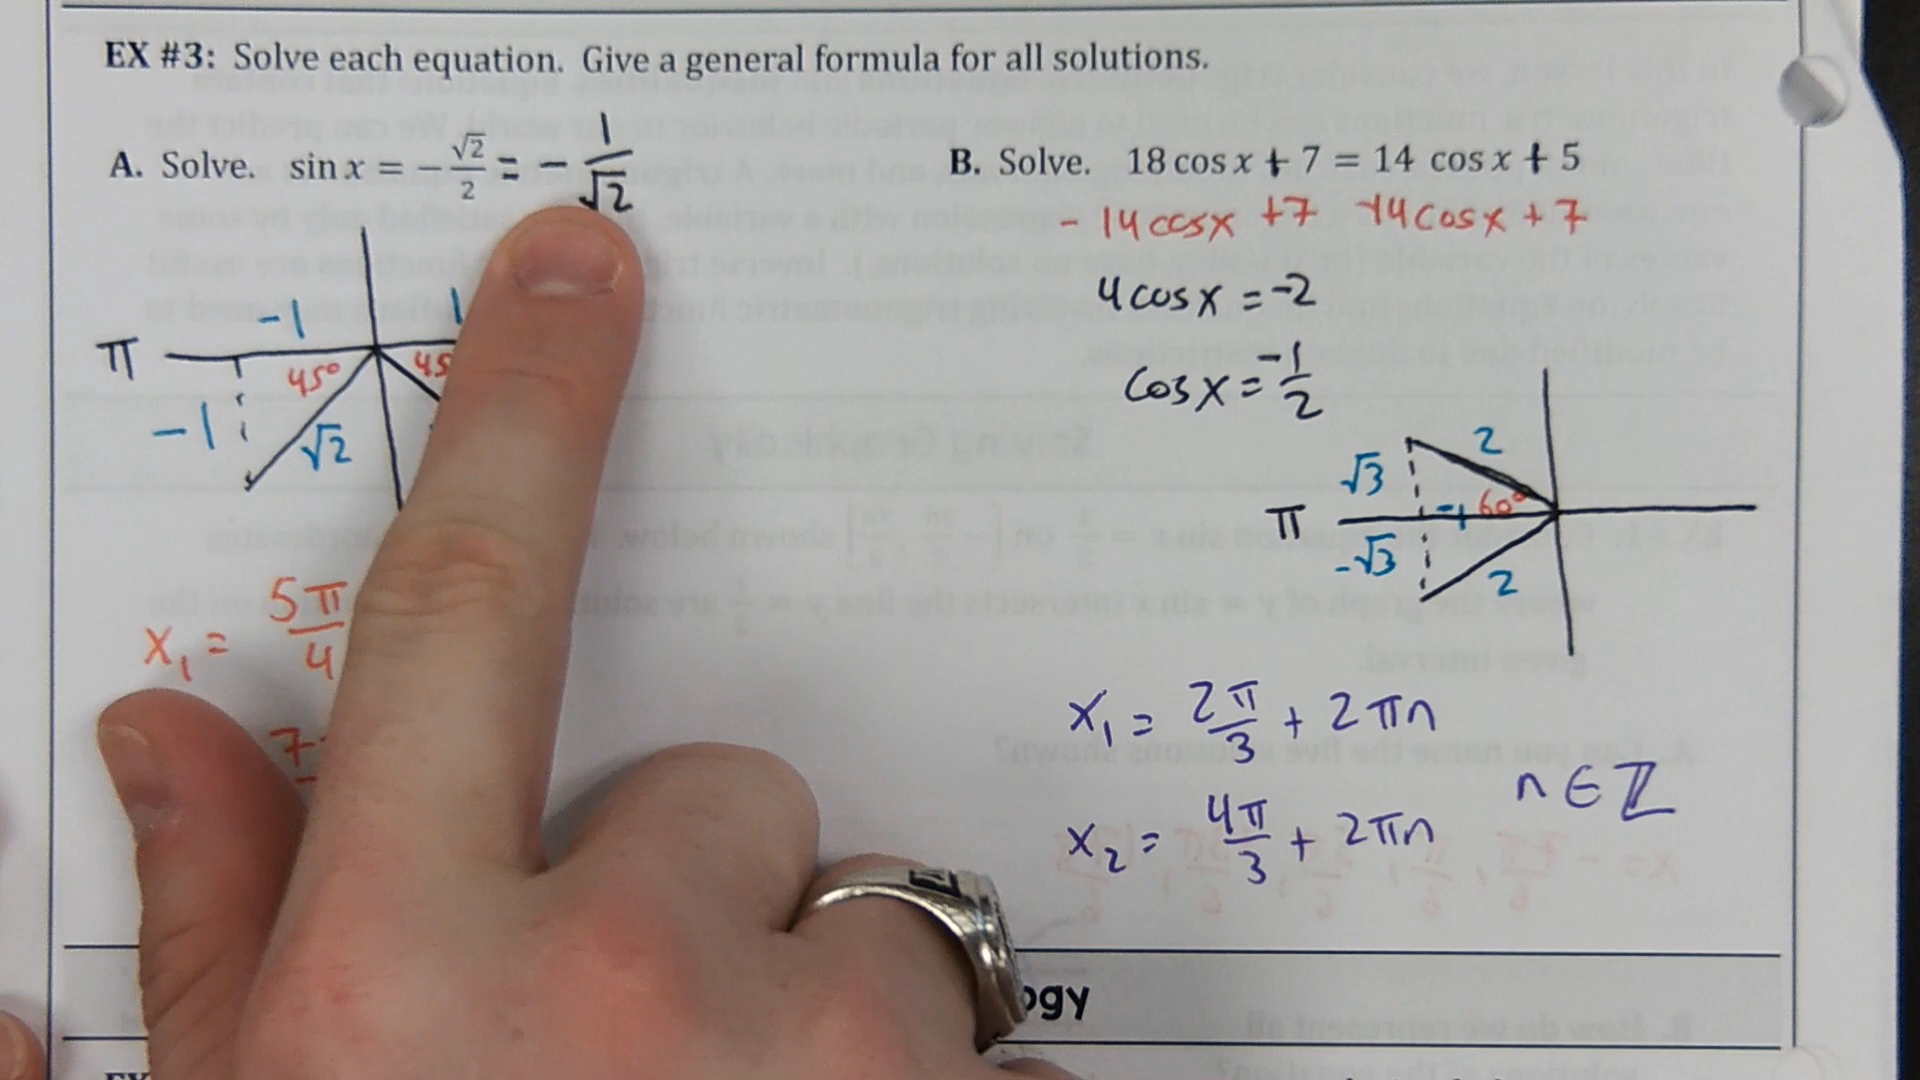 EX #3: Solve each equation. Give a general formula for all solutions.
A. Solve. sin x = - √2/2 = - 1/√2
-1
1
π
45°
45
-1
√2
x₁ = 5π/4
7
B. Solve. 18 cos x + 7 = 14 cos x + 5
- 14 cos x + 7 14 cos x + 7
4 cos x = -2
cos x = -1/2
√3
2
π
-1
60°
-√3
2
x₁ = 2π/3 + 2πn
n ∈ ℤ
x₂ = 4π/3 + 2πn
ogy